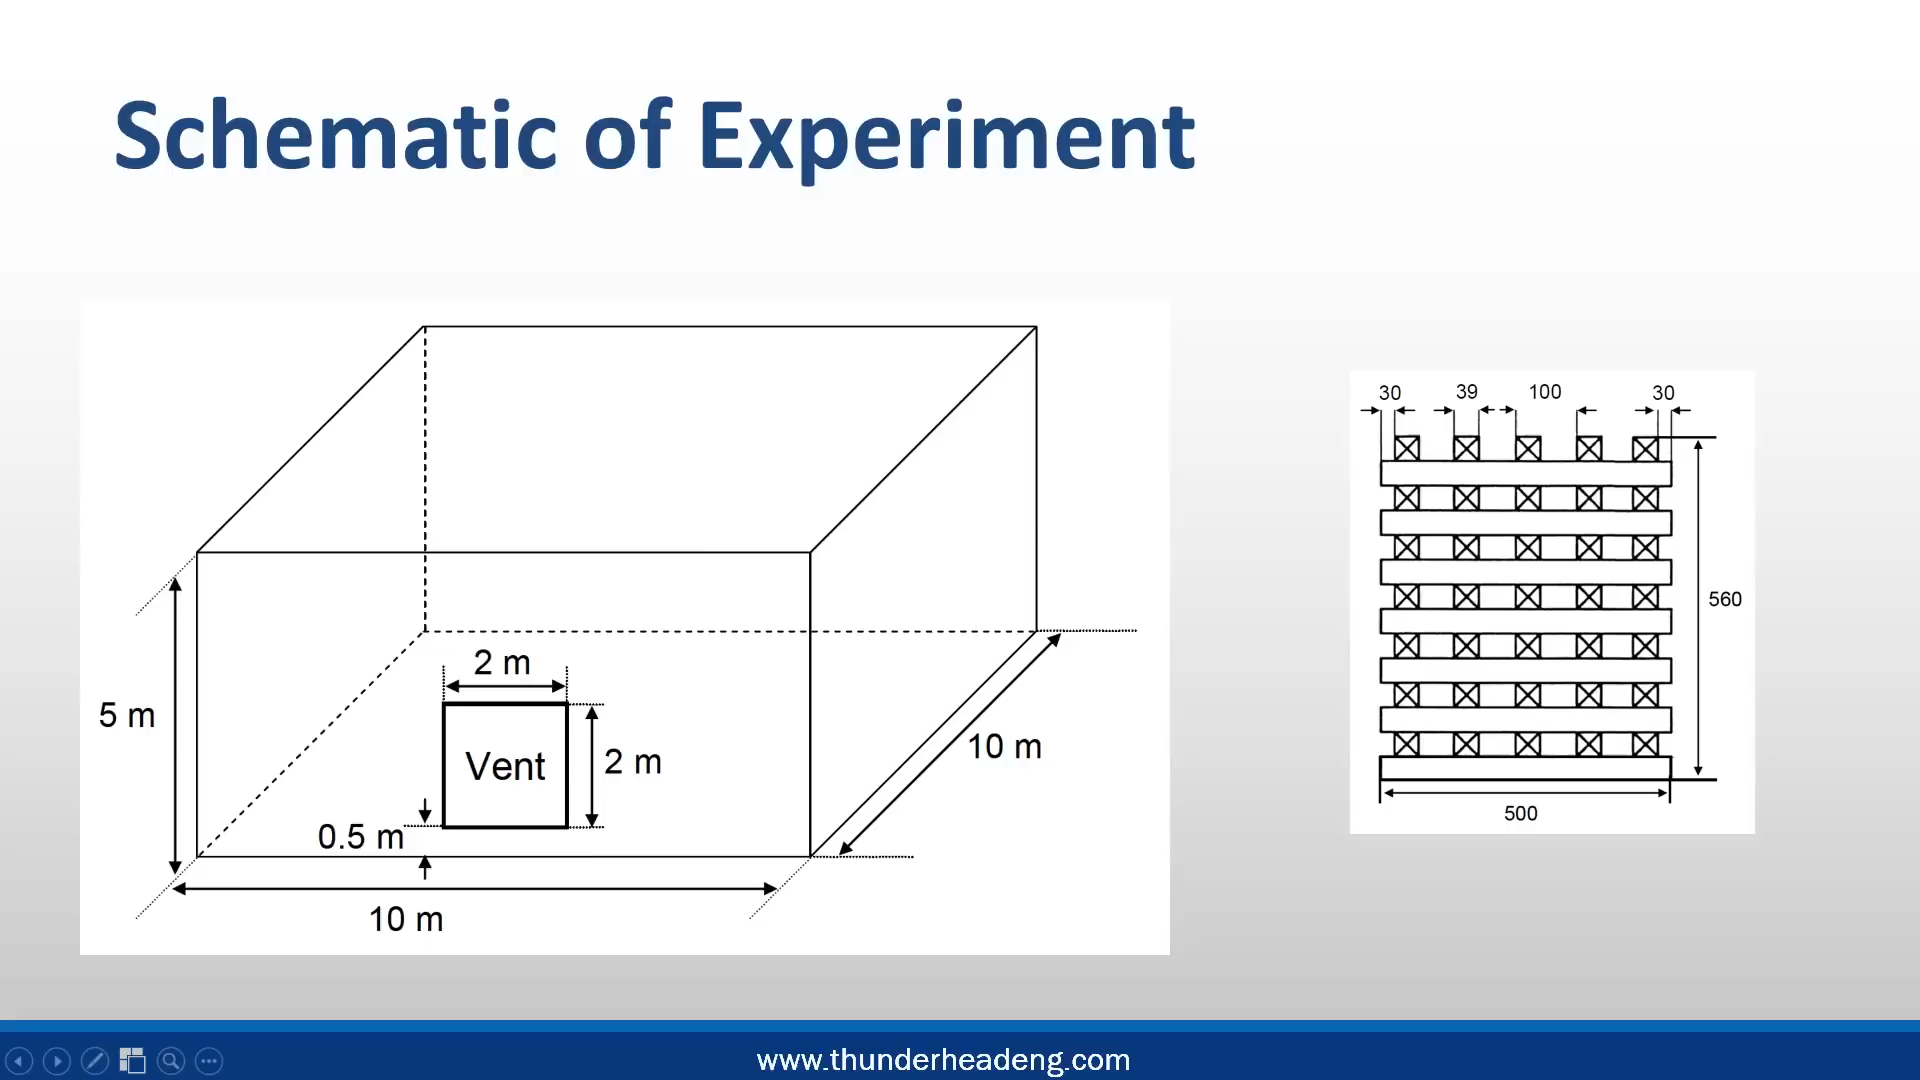 Schematic of Experiment
2 m
5 m
Vent
2 m
10 m
0.5 m
10 m
30 39 100 30
560
500
www.thunderheadeng.com